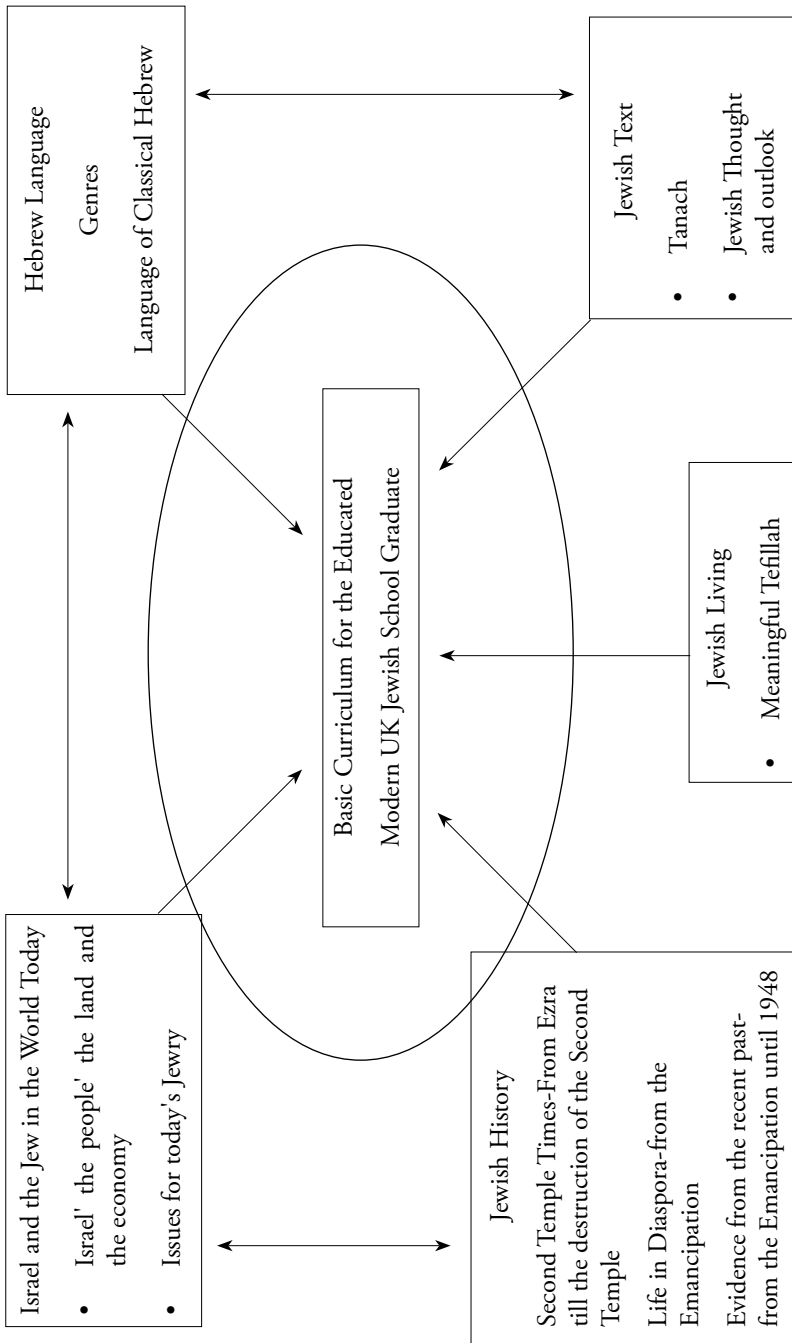 Israel and the Jew in the World Today
• Israel' the people' the land and
the economy
• Issues for today's Jewry
Hebrew Language
Genres
Language of Classical Hebrew
Basic Curriculum for the Educated
Modern UK Jewish School Graduate
Jewish History
Second Temple Times-From Ezra
till the destruction of the Second
Temple
Life in Diaspora-from the
Emancipation
Evidence from the recent past-
from the Emancipation until 1948
Jewish Living
• Meaningful Tefillah
Jewish Text
• Tanach
• Jewish Thought
and outlook